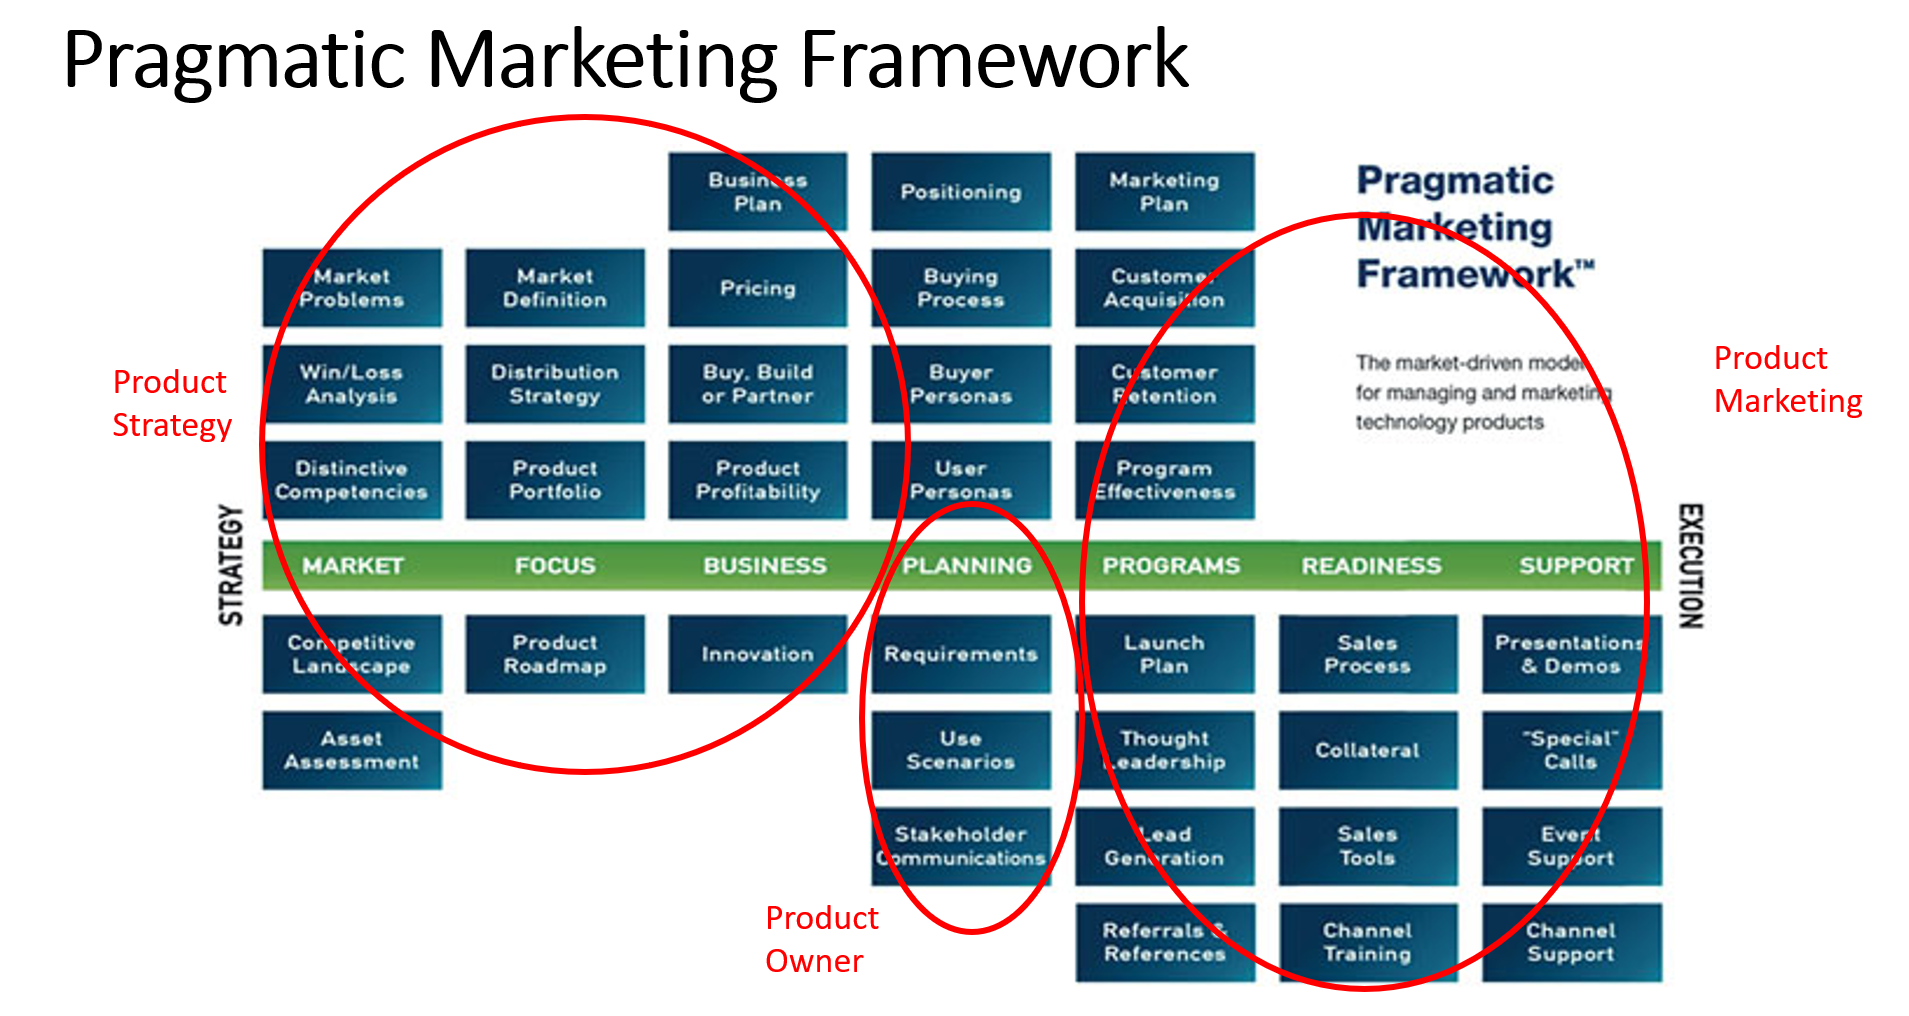 Pragmatic Marketing Framework
Business
Plan
Positioning
Marketing
Plan
Pragmatic
Marketing
Framework™
Market
Problems
Market
Definition
Pricing
Buying
Process
Customer
Acquisition
Product
Strategy
Win/Loss
Analysis
Distribution
Strategy
Buy, Build
or Partner
Buyer
Personas
Customer
Retention
The market-driven model
for managing and marketing
technology products
Product
Marketing
Distinctive
Competencies
Product
Portfolio
Product
Profitability
User
Personas
Program
Effectiveness
STRATEGY
MARKET
FOCUS
BUSINESS
PLANNING
PROGRAMS
READINESS
SUPPORT
EXECUTION
Competitive
Landscape
Product
Roadmap
Innovation
Requirements
Launch
Plan
Sales
Process
Presentations
& Demos
Asset
Assessment
Use
Scenarios
Thought
Leadership
Collateral
"Special"
Calls
Stakeholder
Communications
Lead
Generation
Sales
Tools
Event
Support
Product
Owner
Referrals &
References
Channel
Training
Channel
Support